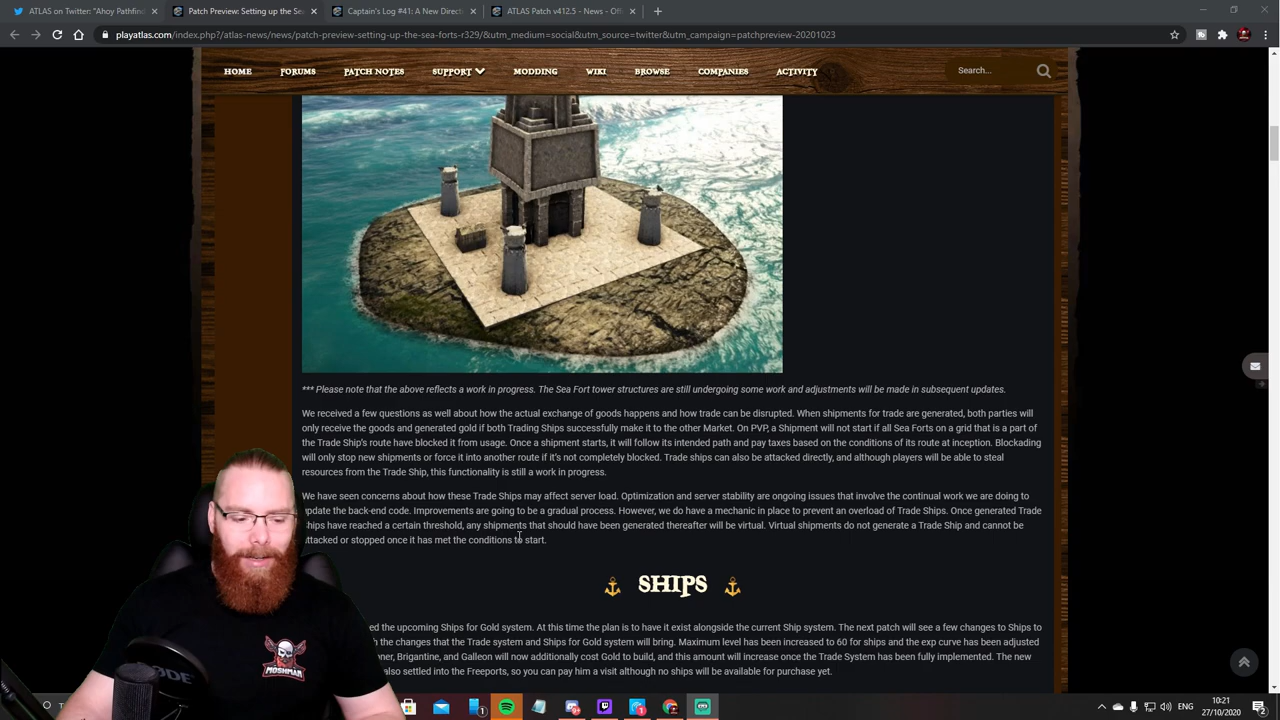 ATLAS on Twitter: "Ahoy Pathfind
Patch Preview: Setting up the Sea
Captain's Log #41: A New Directi
ATLAS Patch v412.5 - News - Offi
playatlas.com/index.php?/atlas-news/news/patch-preview-setting-up-the-sea-forts-r329/&utm_medium=social&utm_source=twitter&utm_campaign=patchpreview-20201023
HOME FORUMS PATCH NOTES SUPPORT MODDING WIKI BROWSE COMPANIES ACTIVITY Search...
*** Please note that the above reflects a work in progress. The Sea Fort tower structures are still undergoing some work and adjustments will be made in subsequent updates.
We received a few questions as well about how the actual exchange of goods happens and how trade can be disrupted. When shipments for trade are generated, both parties will
only receive the goods and generated gold if both Trading Ships successfully make it to the other Market. On PVP, a Shipment will not start if all Sea Forts on grid that is a part of
the Trade Ship's route have blocked it from usage. Once a shipment starts, it will follow its intended path and pay taxes based on the conditions of its route at inception. Blockading
will only stop new shipments or force it into another route if it's not completely blocked. Trade ships can also be attacked directly, and although players will be able to steal
resources from the Trade Ship, this functionality is still a work in progress.
We have seen concerns about how these Trade Ships may affect server load. Optimization and server stability are ongoing issues that involve the continual work we are doing to
update the back-end code. Improvements are going to be a gradual process. However, we do have a mechanic in place to prevent an overload of Trade Ships. Once generated Trade
Ships have reached a certain threshold, any shipments that should have been generated thereafter will be virtual. Virtual shipments do not generate a Trade Ship and cannot be
attacked or stopped once it has met the conditions to start.
SHIPS
ed the upcoming Ships for Gold system. At this time the plan is to have it exist alongside the current Ship system. The next patch will see a few changes to Ships to
h the changes that the Trade system and Ships for Gold system will bring. Maximum level has been increased to 60 for ships and the exp curve has been adjusted
ner, Brigantine, and Galleon will now additionally cost Gold to build, and this amount will increase once the Trade System has been fully implemented. The new
also settled into the Freeports, so you can pay him a visit although no ships will be available for purchase yet.
MOSHMAN
ENG
10:21
27/10/2020